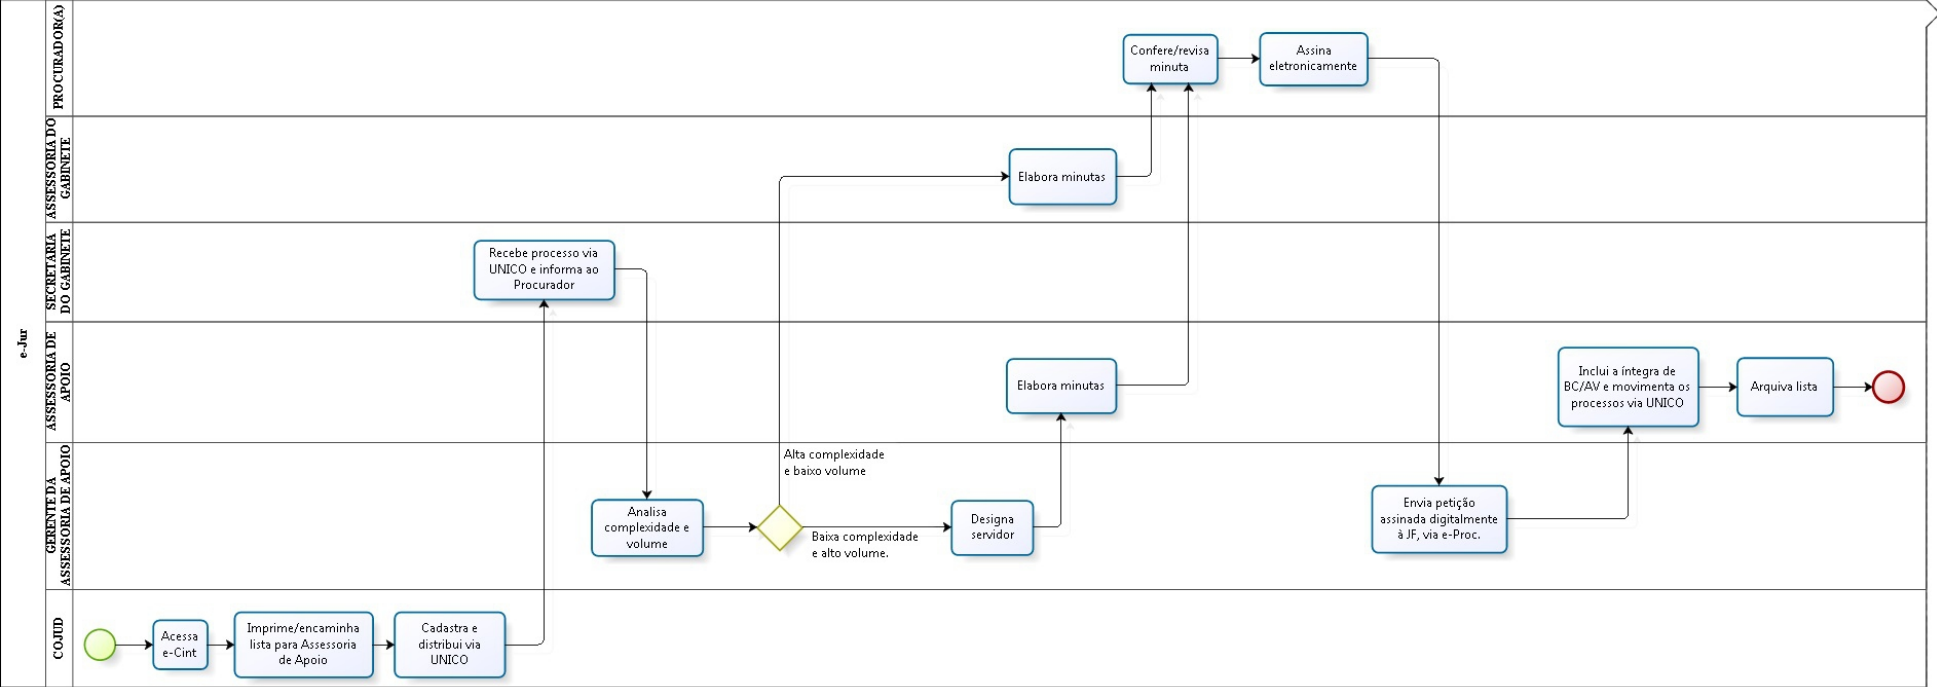 e-Jur
PROCURADOR(A)
Confere/revisa
minuta
Assina
eletronicamente
ASSESSORIA DO
GABINETE
Elabora minutas
SECRETARIA
DO GABINETE
Recebe processo via
UNICO e informa ao
Procurador
ASSESSORIA DE
APOIO
Elabora minutas
Inclui a íntegra de
BC/AV e movimenta os
processos via UNICO
Arquiva lista
GERENTE DA
ASSESSORIA DE APOIO
Analisa
complexidade e
volume
Alta complexidade
e baixo volume
Baixa complexidade
e alto volume.
Designa
servidor
Envia petição
assinada digitalmente
à JF, via e-Proc.
COJUD
Acessa
e-Cint
Imprime/encaminha
lista para Assessoria
de Apoio
Cadastra e
distribui via
UNICO